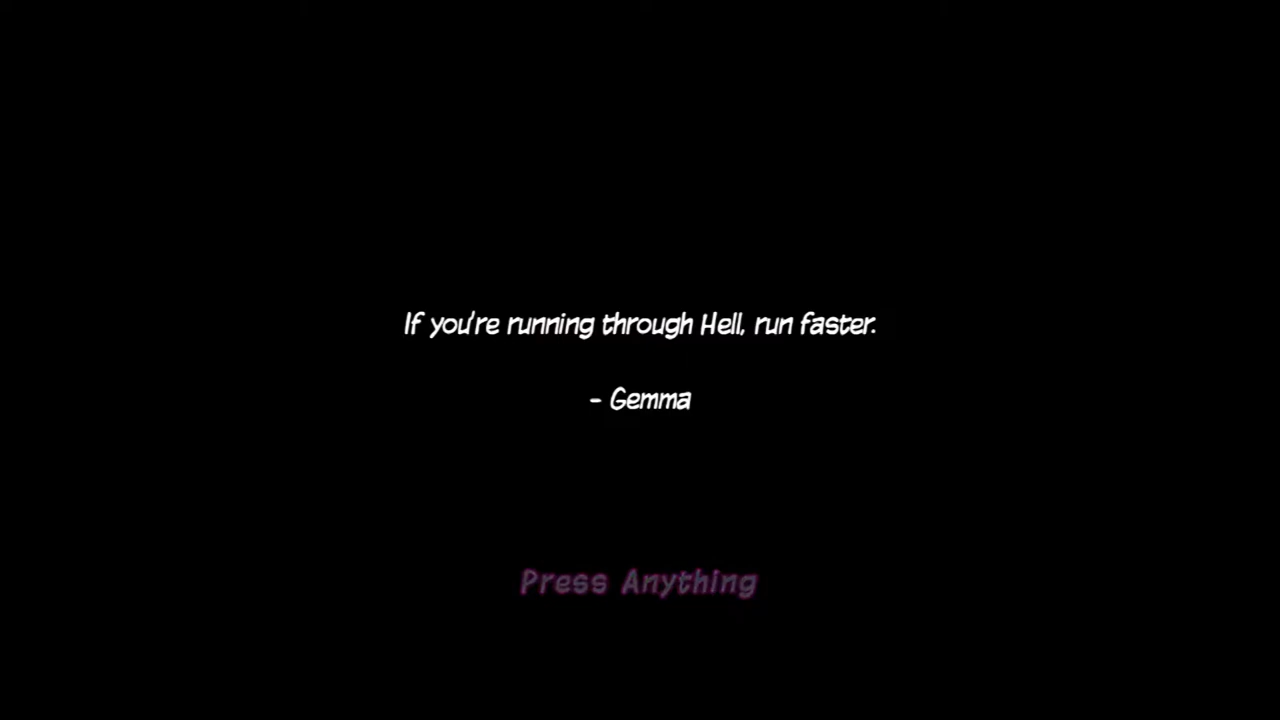 If you're running through Hell, run faster.
- Gemma
Press Anything